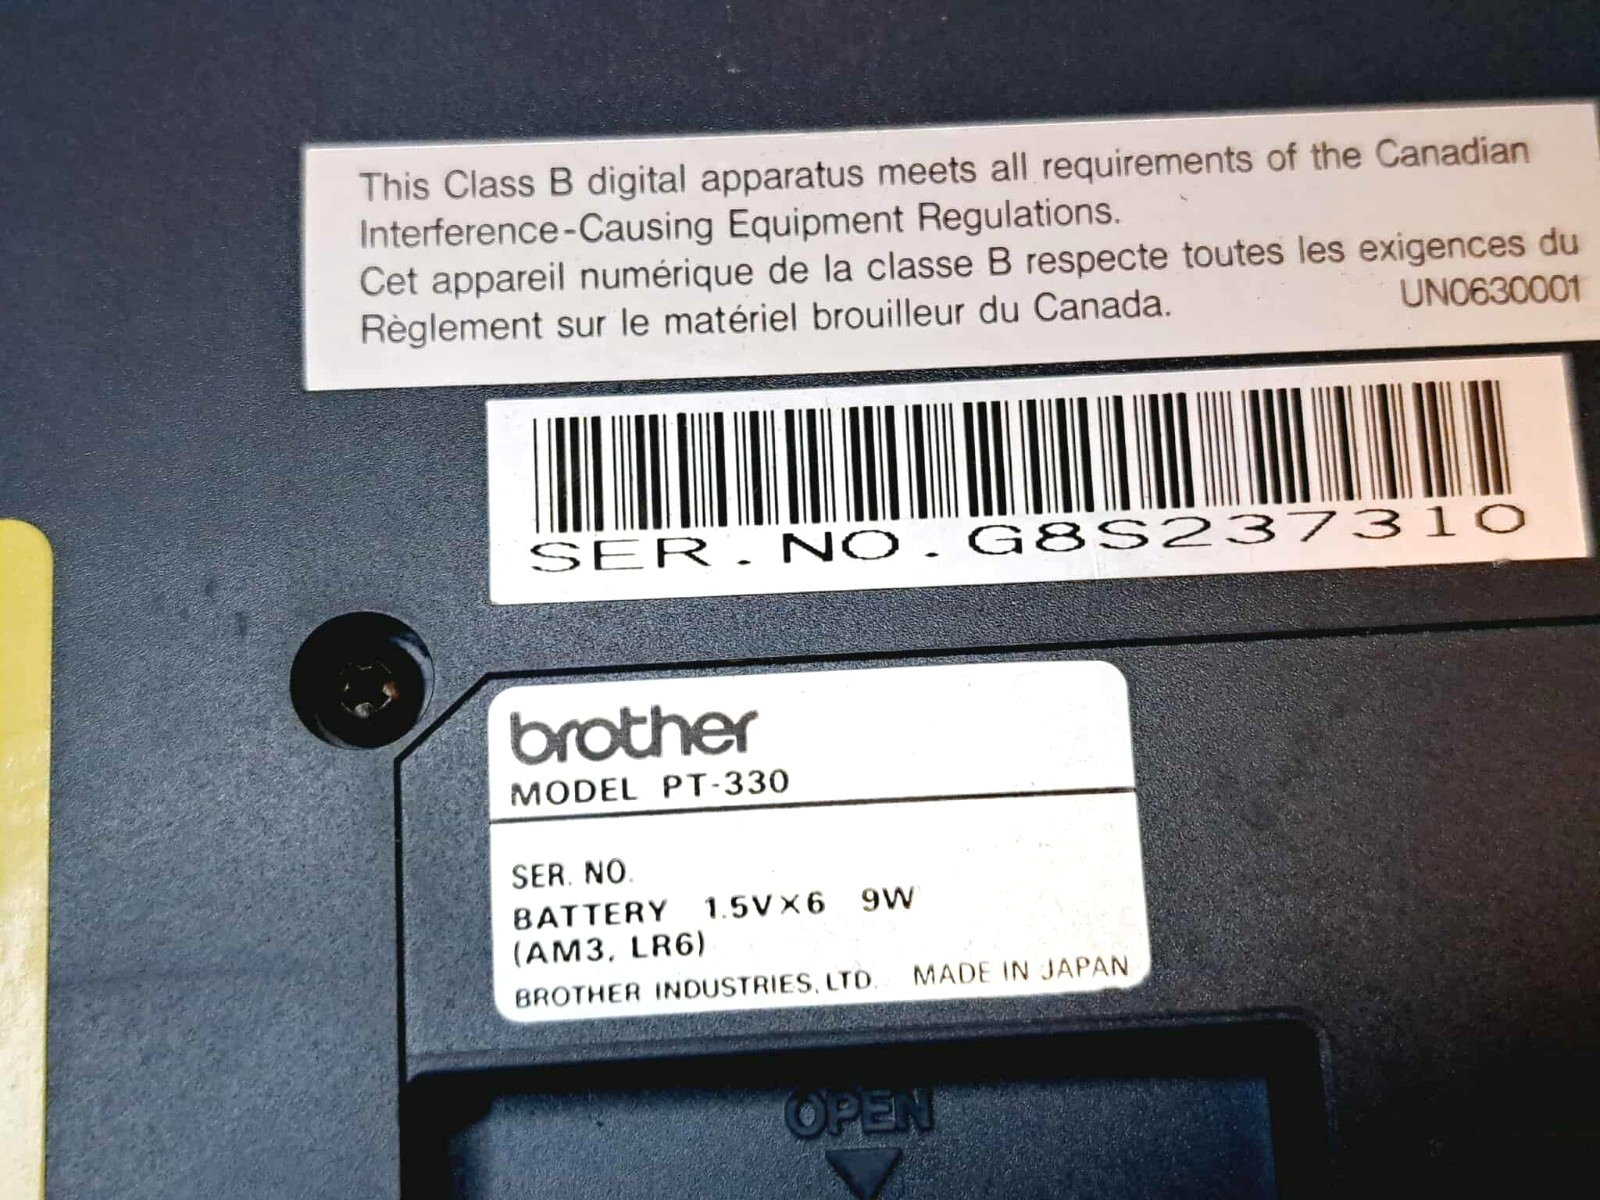 This Class B digital apparatus meets all requirements of the Canadian
Interference-Causing Equipment Regulations.
Cet appareil numérique de la classe B respecte toutes les exigences du
Règlement sur le matériel brouilleur du Canada. UN0630001
SER.NO.G8S237310
brother
MODEL PT-330
SER. NO.
BATTERY 1.5V×6 9W
(AM3, LR6)
BROTHER INDUSTRIES, LTD. MADE IN JAPAN
OPEN